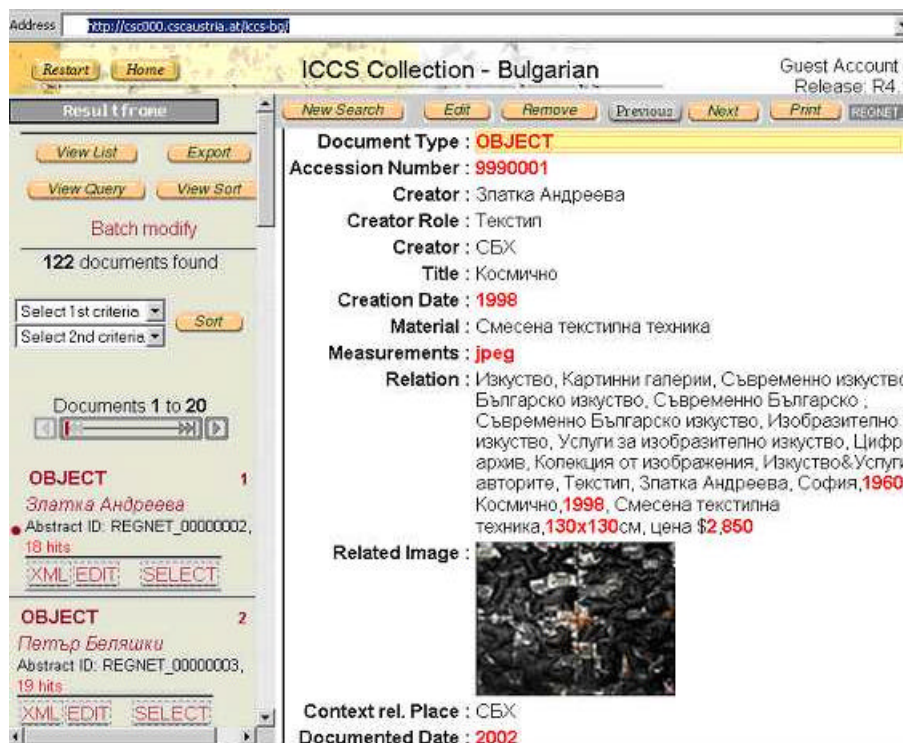 Address http://csc000.cscaustria.at/iccs-bg/
Restart Home ICCS Collection - Bulgarian Guest Account
Release: R4.
Resultframe
New Search Edit Remove Previous Next Print REGNET
View List Export
View Query View Sort
Batch modify
122 documents found
Select 1st criteria
Select 2nd criteria
Sort
Documents 1 to 20
OBJECT 1
Златка Андреева
Abstract ID: REGNET_00000002,
18 hits
XML EDIT SELECT
OBJECT 2
Петър Беляшки
Abstract ID: REGNET_00000003,
19 hits
XML EDIT SELECT
Document Type : OBJECT
Accession Number : 9990001
Creator : Златка Андреева
Creator Role : Текстил
Creator : СБХ
Title : Космично
Creation Date : 1998
Material : Смесена текстилна техника
Measurements : jpeg
Relation : Изкуство, Картинни галерии, Съвременно изкуство
Българско изкуство, Съвременно Българско ;
Съвременно Българско изкуство, Изобразително
изкуство, Услуги за изобразително изкуство, Цифр
архив, Колекция от изображения, Изкуство&Услуги
авторите, Текстил, Златка Андреева, София,1960
Космично,1998, Смесена текстилна
техника,130x130см, цена $2,850
Related Image :
Context rel. Place : СБХ
Documented Date : 2002